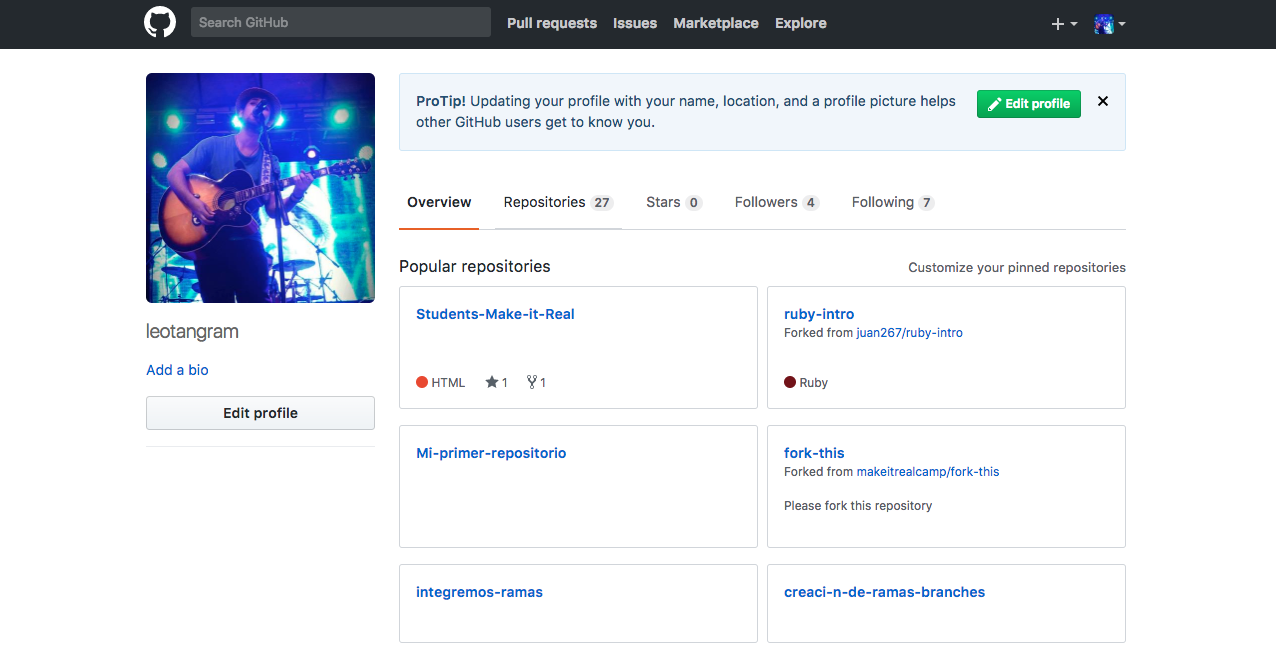 Search GitHub
Pull requests
Issues
Marketplace
Explore
ProTip! Updating your profile with your name, location, and a profile picture helps
other GitHub users get to know you.
Edit profile
Overview
Repositories 27
Stars 0
Followers 4
Following 7
leotangram
Add a bio
Edit profile
Popular repositories
Customize your pinned repositories
Students-Make-it-Real
HTML
1
1
ruby-intro
Forked from juan267/ruby-intro
Ruby
Mi-primer-repositorio
fork-this
Forked from makeitrealcamp/fork-this
Please fork this repository
integremos-ramas
creaci-n-de-ramas-branches